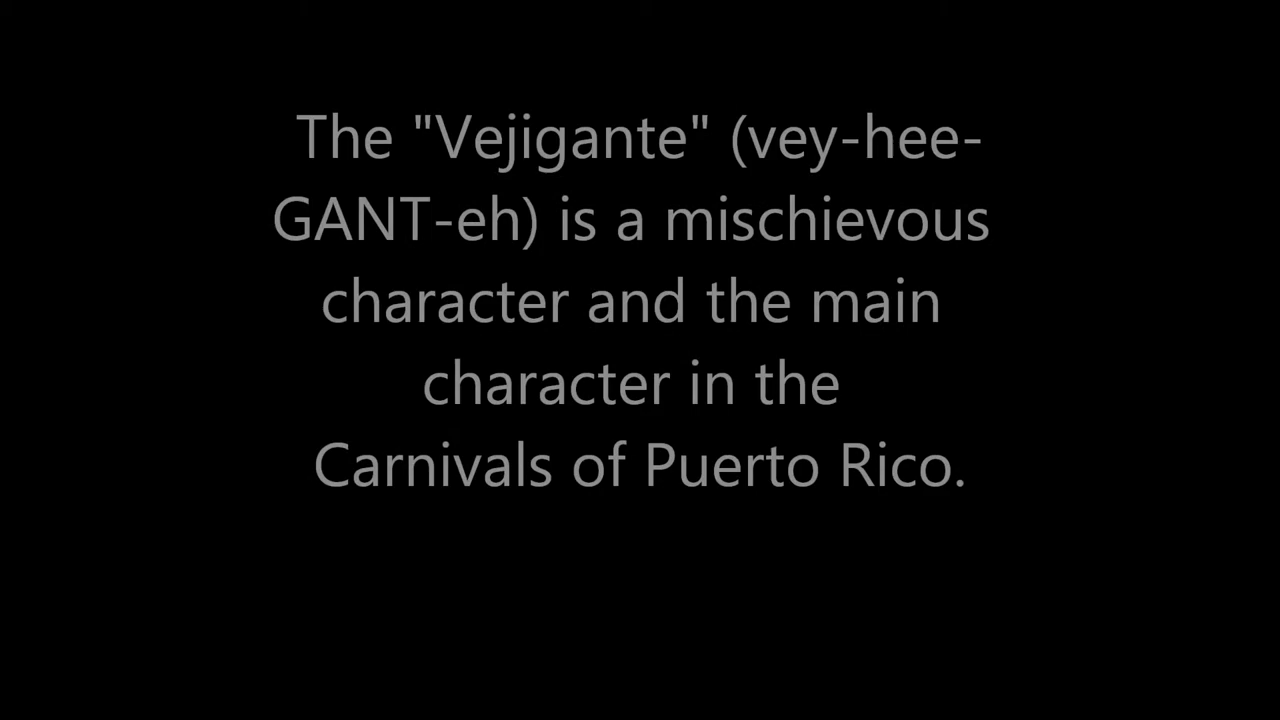 The "Vejigante" (vey-hee-
GANT-eh) is a mischievous
character and the main
character in the
Carnivals of Puerto Rico.